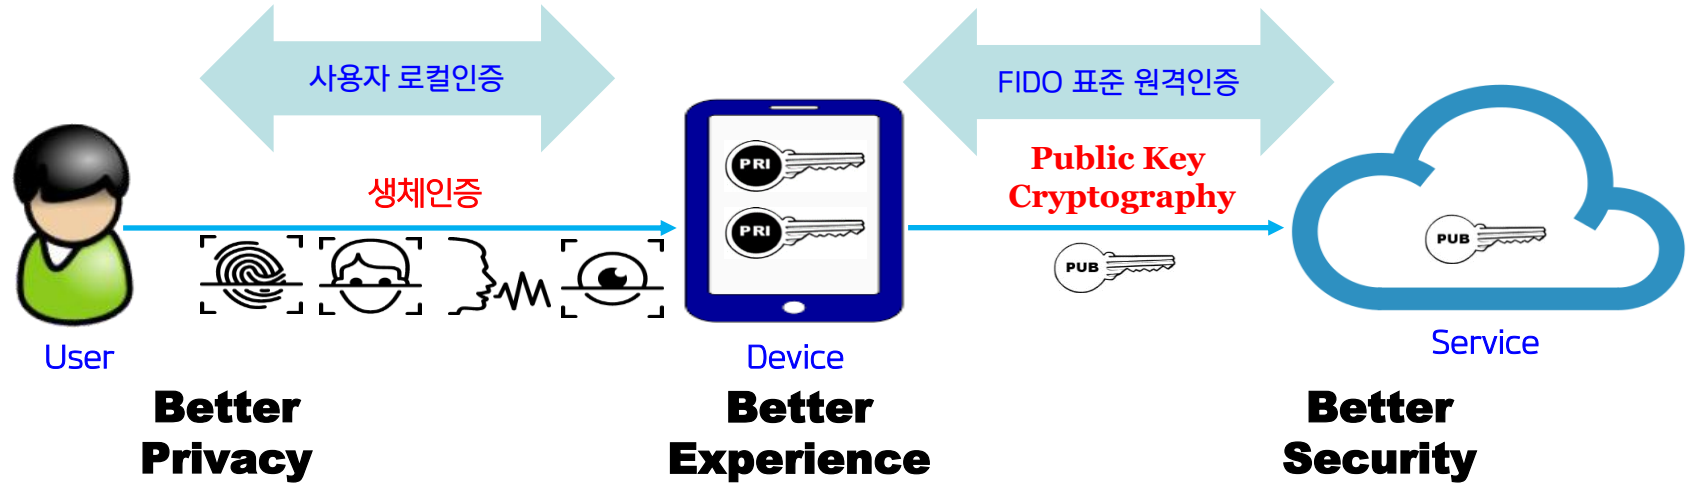 사용자 로컬인증
FIDO 표준 원격인증
생체인증
Public Key
Cryptography
PRI
PRI
PUB
PUB
User
Device
Service
Better
Privacy
Better
Experience
Better
Security